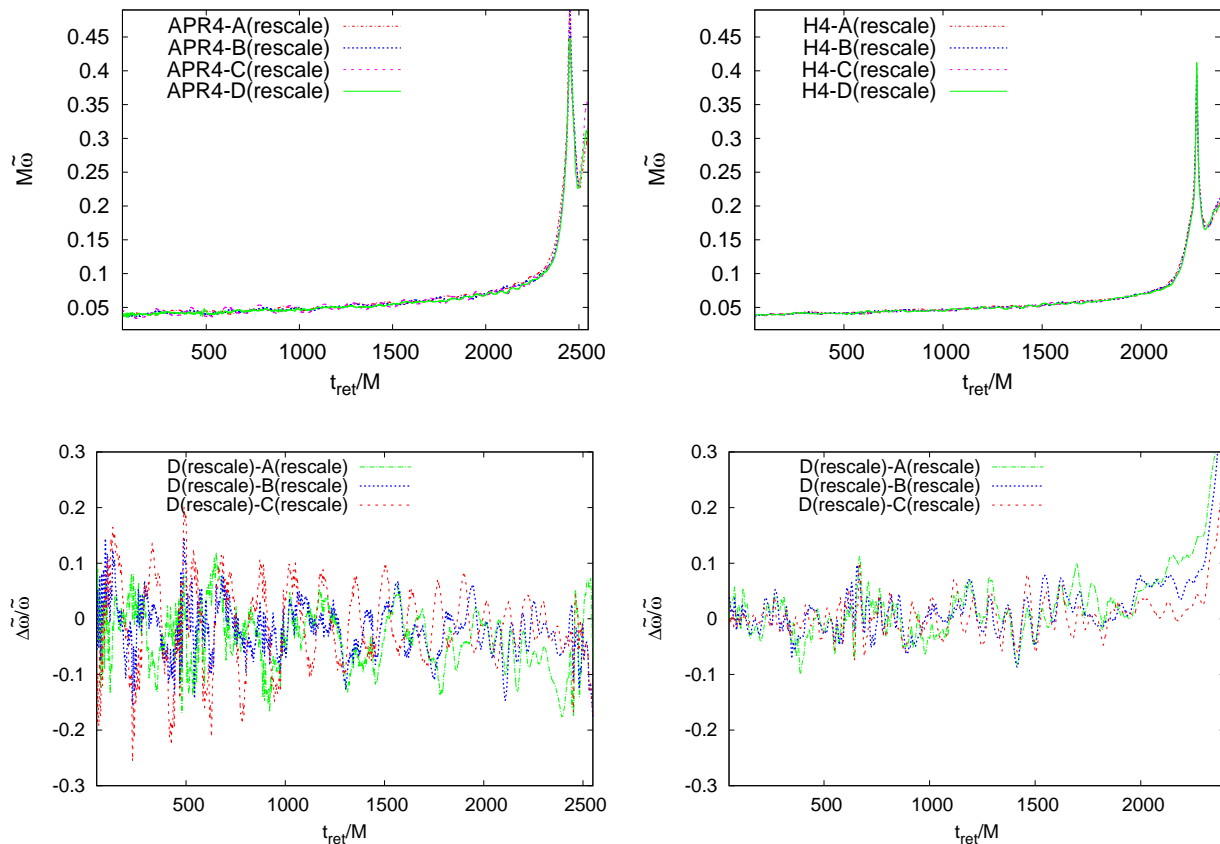 APR4-A(rescale)
APR4-B(rescale)
APR4-C(rescale)
APR4-D(rescale)
0.45
0.4
0.35
0.3
0.25
0.2
0.15
0.1
0.05
Mω̃
500 1000 1500 2000 2500
t_ret/M
H4-A(rescale)
H4-B(rescale)
H4-C(rescale)
H4-D(rescale)
0.45
0.4
0.35
0.3
0.25
0.2
0.15
0.1
0.05
Mω̃
500 1000 1500 2000
t_ret/M
D(rescale)-A(rescale)
D(rescale)-B(rescale)
D(rescale)-C(rescale)
0.3
0.2
0.1
0
-0.1
-0.2
-0.3
Δω̃/ω̃
500 1000 1500 2000 2500
t_ret/M
D(rescale)-A(rescale)
D(rescale)-B(rescale)
D(rescale)-C(rescale)
0.3
0.2
0.1
0
-0.1
-0.2
-0.3
Δω̃/ω̃
500 1000 1500 2000
t_ret/M